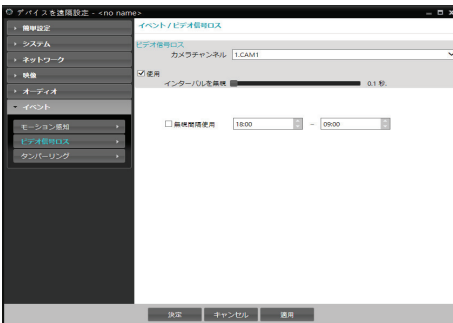 デバイスを遠隔設定 - <no name>
簡単設定
システム
ネットワーク
映像
オーディオ
イベント
モーション感知
ビデオ信号ロス
タンパーリング
イベント / ビデオ信号ロス
ビデオ信号ロス
カメラチャンネル 1.CAM1
使用
インターバルを無視 0.1 秒.
無視間隔使用 18:00 ~ 09:00
決定 キャンセル 適用